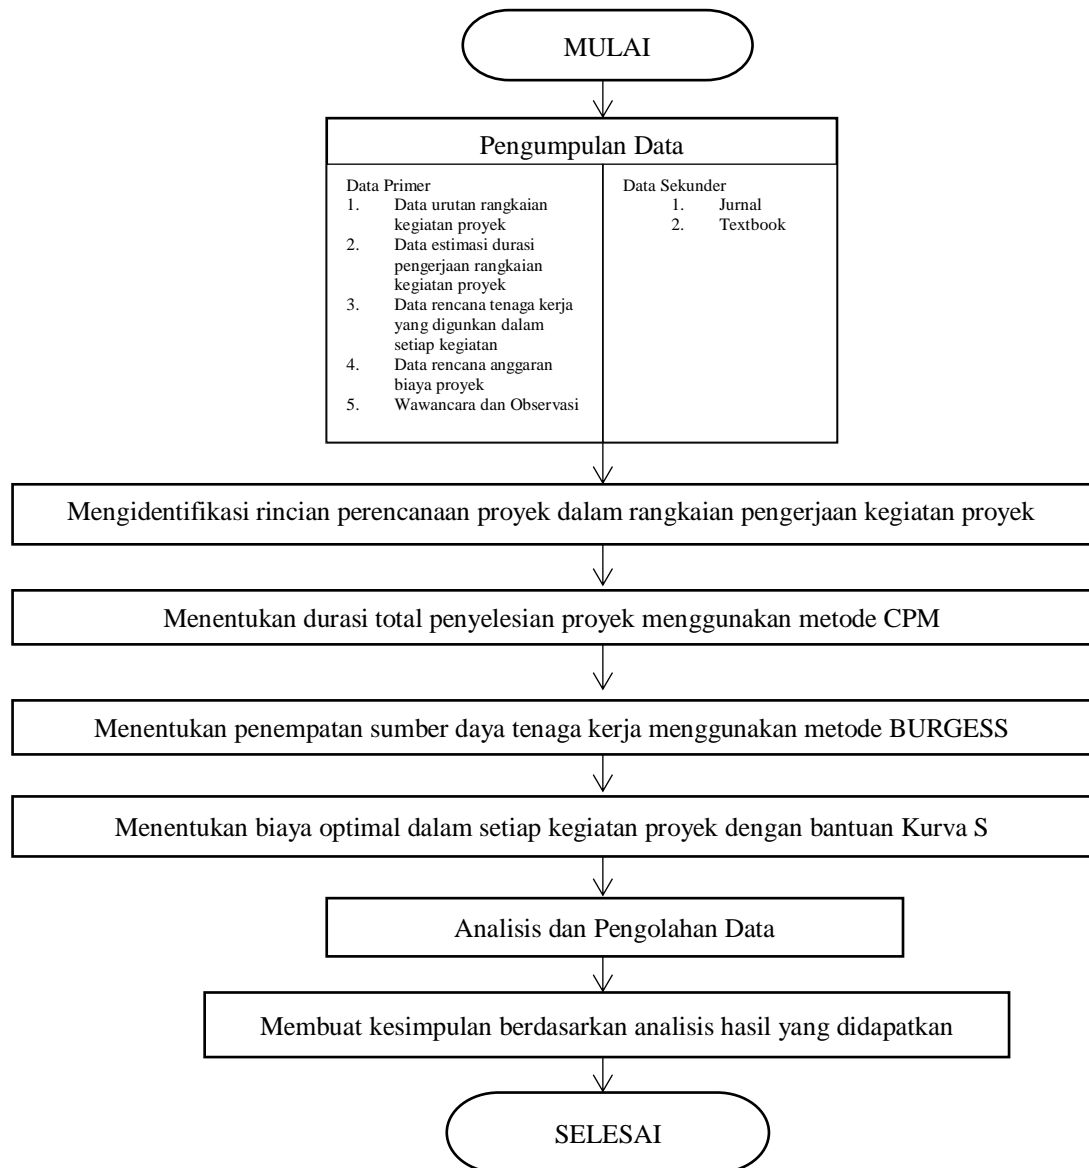 MULAI
Pengumpulan Data
Data Primer
1. Data urutan rangkaian
kegiatan proyek
2. Data estimasi durasi
pengerjaan rangkaian
kegiatan proyek
3. Data rencana tenaga kerja
yang digunkan dalam
setiap kegiatan
4. Data rencana anggaran
biaya proyek
5. Wawancara dan Observasi
Data Sekunder
1. Jurnal
2. Textbook
Mengidentifikasi rincian perencanaan proyek dalam rangkaian pengerjaan kegiatan proyek
Menentukan durasi total penyelesian proyek menggunakan metode CPM
Menentukan penempatan sumber daya tenaga kerja menggunakan metode BURGESS
Menentukan biaya optimal dalam setiap kegiatan proyek dengan bantuan Kurva S
Analisis dan Pengolahan Data
Membuat kesimpulan berdasarkan analisis hasil yang didapatkan
SELESAI